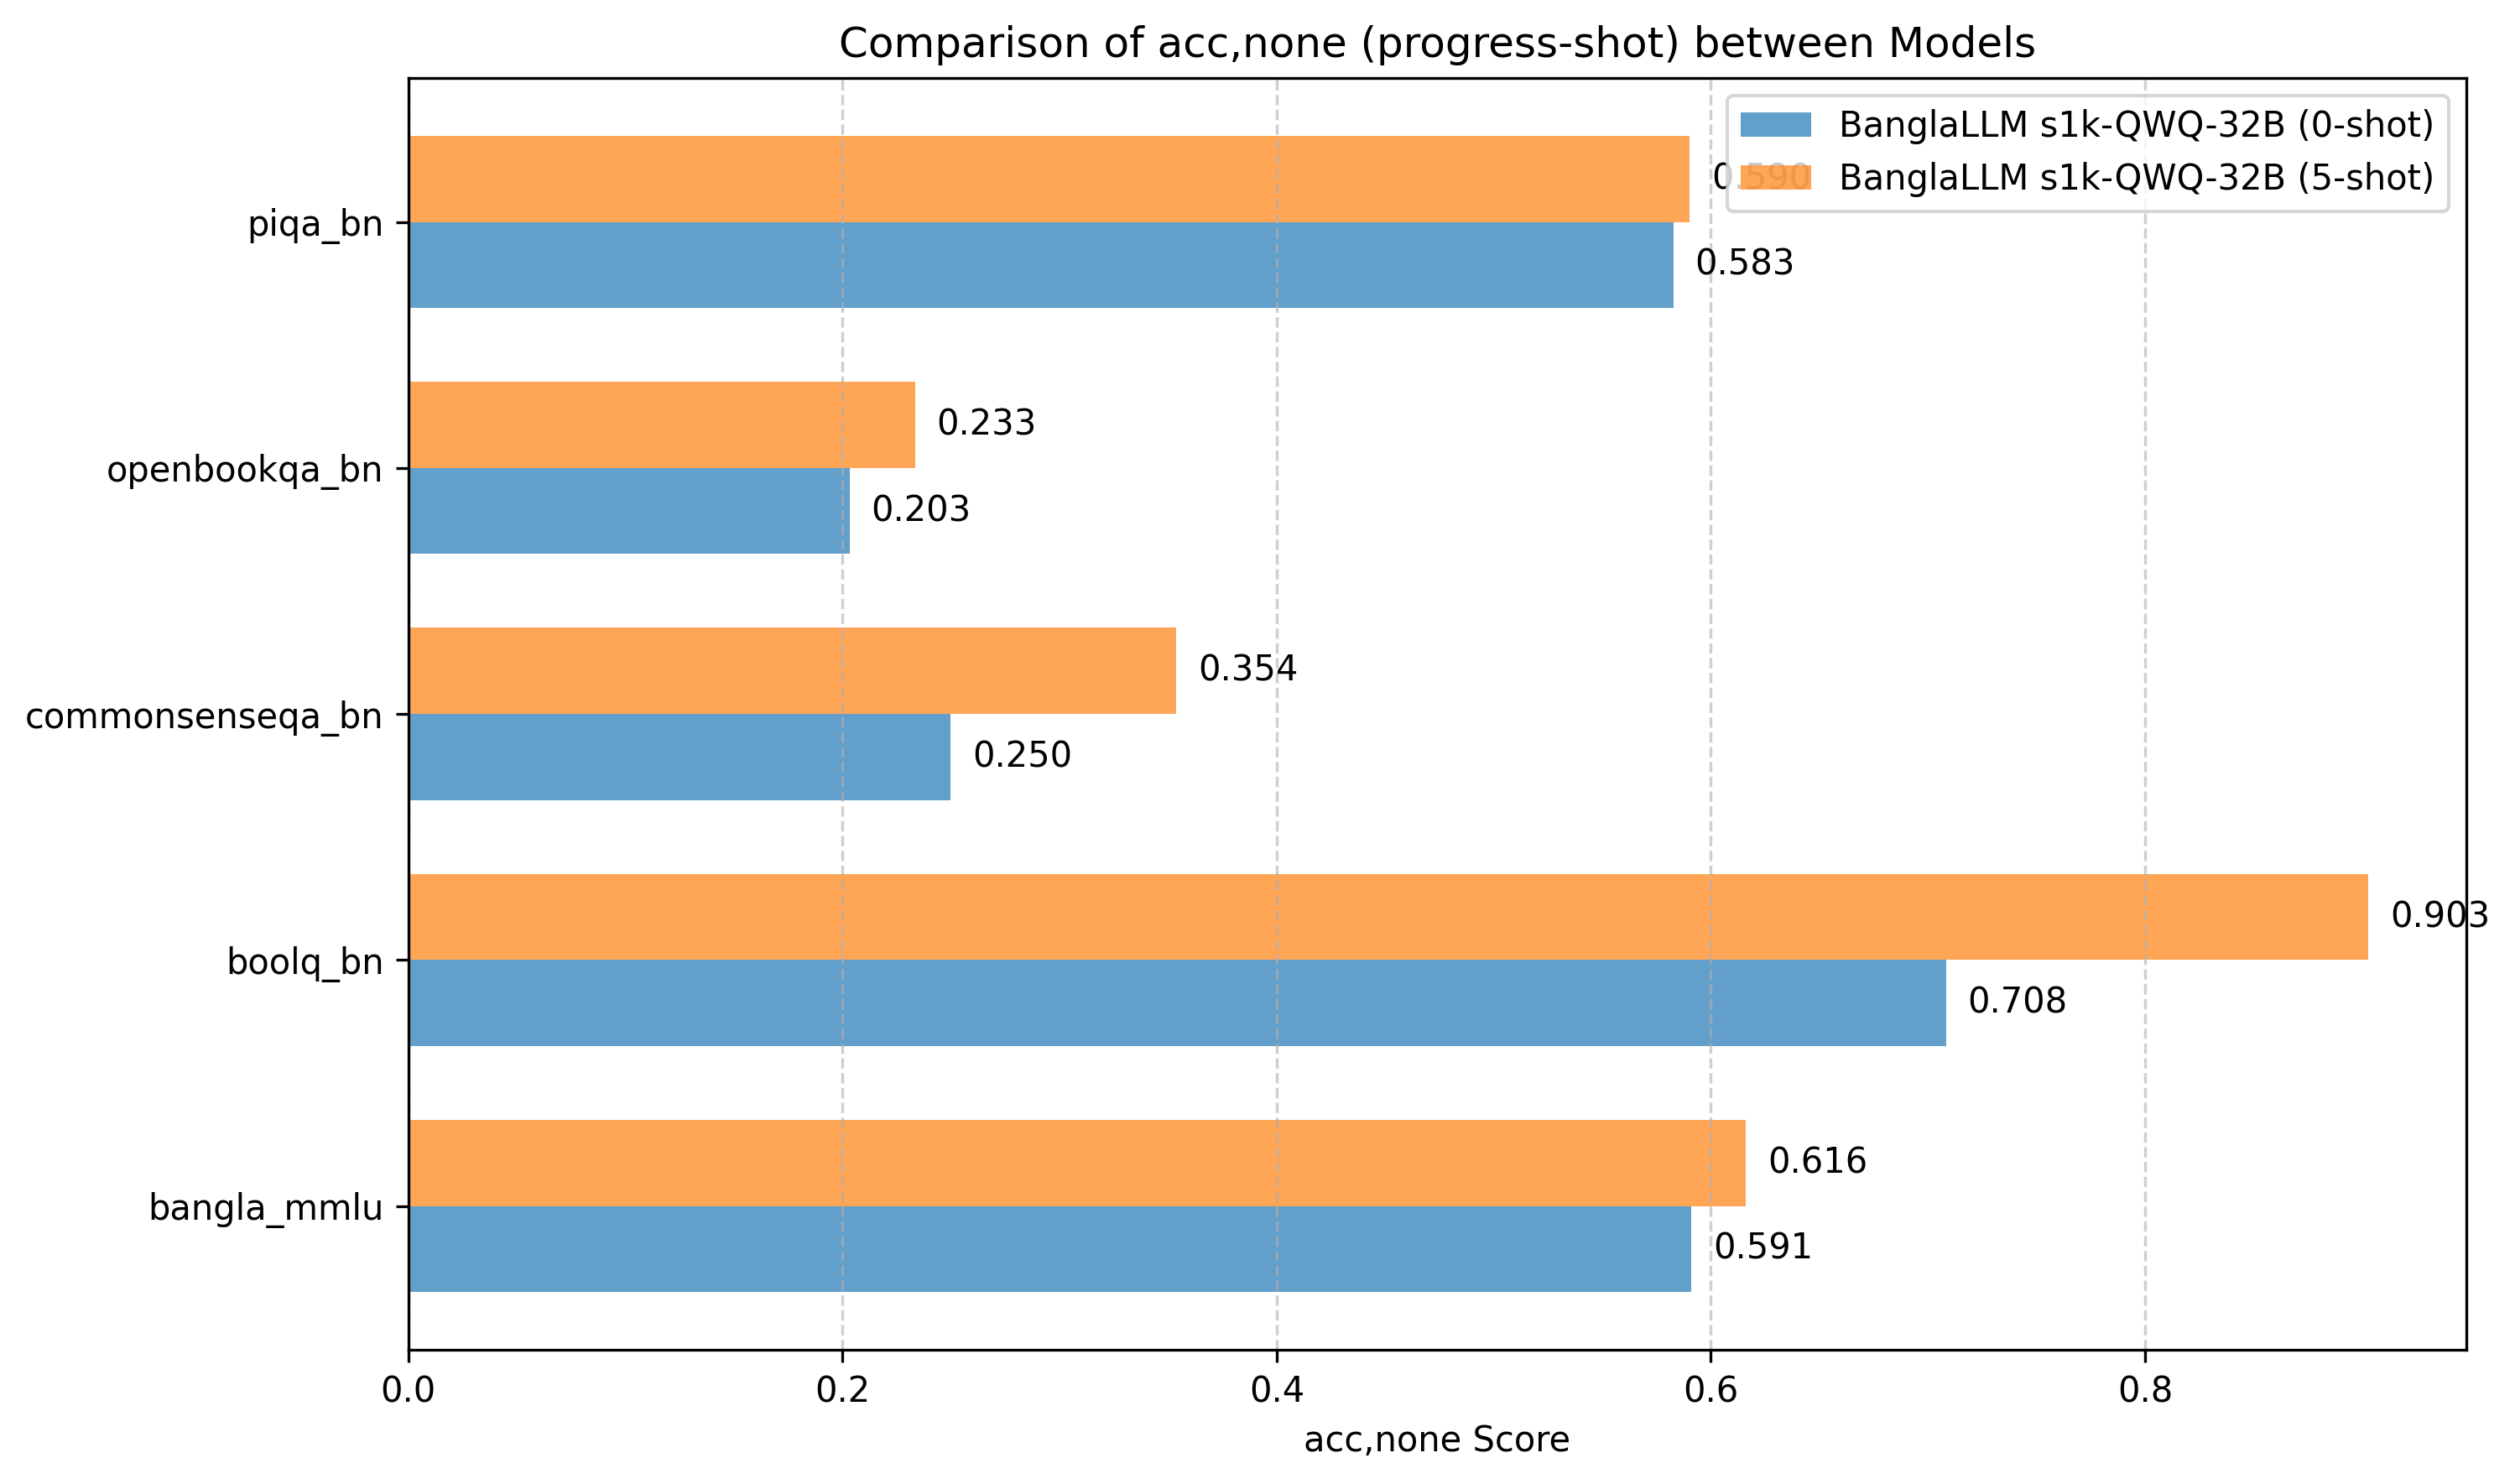 Comparison of acc,none (progress-shot) between Models
BanglaLLM s1k-QWQ-32B (0-shot)
BanglaLLM s1k-QWQ-32B (5-shot)
piqa_bn
0.590
0.583
openbookqa_bn
0.233
0.203
commonsenseqa_bn
0.354
0.250
boolq_bn
0.903
0.708
bangla_mmlu
0.616
0.591
0.0 0.2 0.4 0.6 0.8
acc,none Score